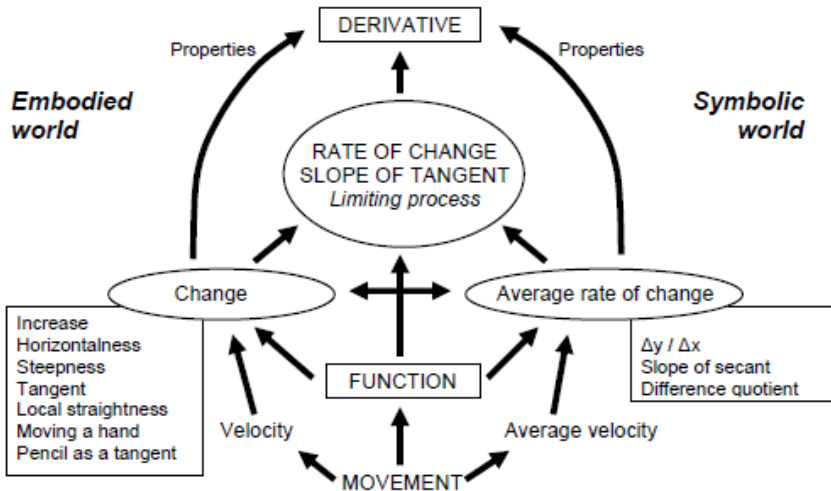 DERIVATIVE
Properties
Properties
Embodied
world
Symbolic
world
RATE OF CHANGE
SLOPE OF TANGENT
Limiting process
Change
Average rate of change
Increase
Horizontalness
Steepness
Tangent
Local straightness
Moving a hand
Pencil as a tangent
Δy / Δx
Slope of secant
Difference quotient
FUNCTION
Velocity
Average velocity
MOVEMENT